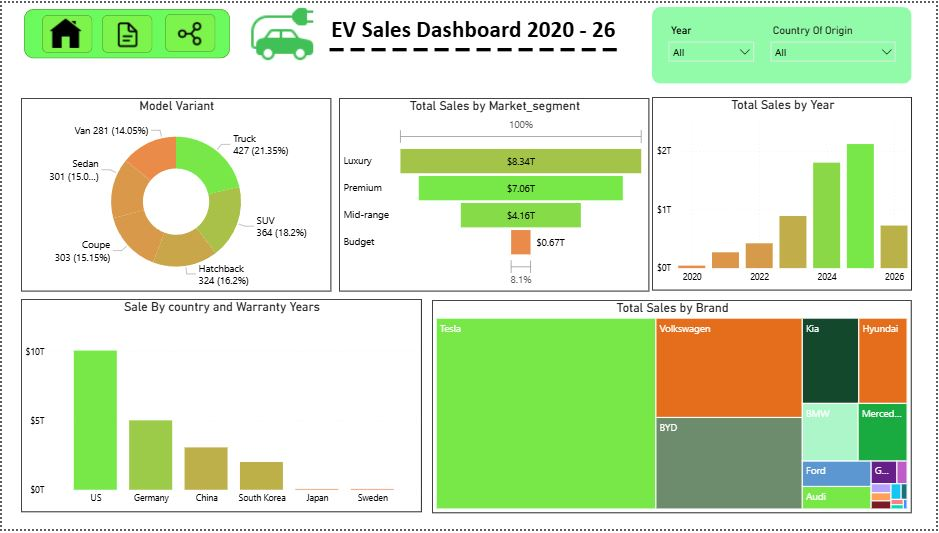 EV Sales Dashboard 2020 - 26
Year
All
Country Of Origin
All
Model Variant
Van 281 (14.05%)
Truck
427 (21.35%)
Sedan
301 (15.0...)
SUV
364 (18.2%)
Coupe
303 (15.15%)
Hatchback
324 (16.2%)
Total Sales by Market_segment
100%
Luxury
$8.34T
Premium
$7.06T
Mid-range
$4.16T
Budget
$0.67T
8.1%
Total Sales by Year
$2T
$1T
$0T
2020
2022
2024
2026
Sale By country and Warranty Years
$10T
$5T
$0T
US
Germany
China
South Korea
Japan
Sweden
Total Sales by Brand
Tesla
Volkswagen
Kia
Hyundai
BYD
BMW
Merced...
Ford
G...
Audi